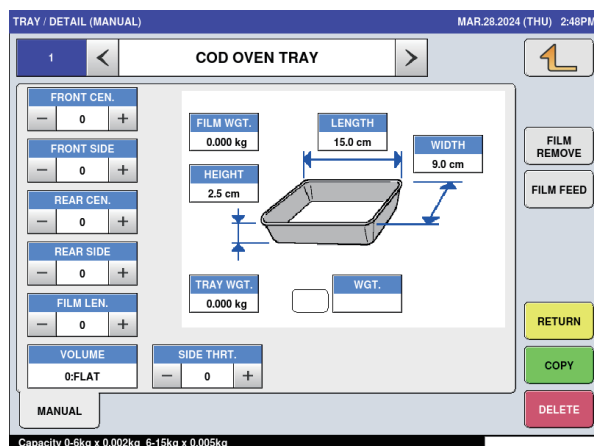 TRAY / DETAIL (MANUAL) MAR.28.2024 (THU) 2:48PM
1 < COD OVEN TRAY >
FRONT CEN.
− 0 +
FRONT SIDE
− 0 +
REAR CEN.
− 0 +
REAR SIDE
− 0 +
FILM LEN.
− 0 +
VOLUME
0:FLAT
SIDE THRT.
− 0 +
FILM WGT.
0.000 kg
LENGTH
15.0 cm
WIDTH
9.0 cm
HEIGHT
2.5 cm
TRAY WGT.
0.000 kg
WGT.
FILM
REMOVE
FILM FEED
RETURN
COPY
DELETE
MANUAL
Capacity 0-6kg x 0.002kg 6-15kg x 0.005kg